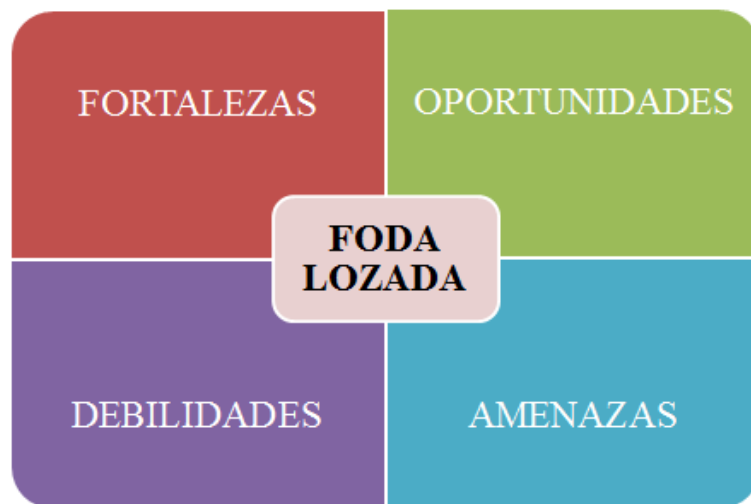 FORTALEZAS
OPORTUNIDADES
FODA
LOZADA
DEBILIDADES
AMENAZAS